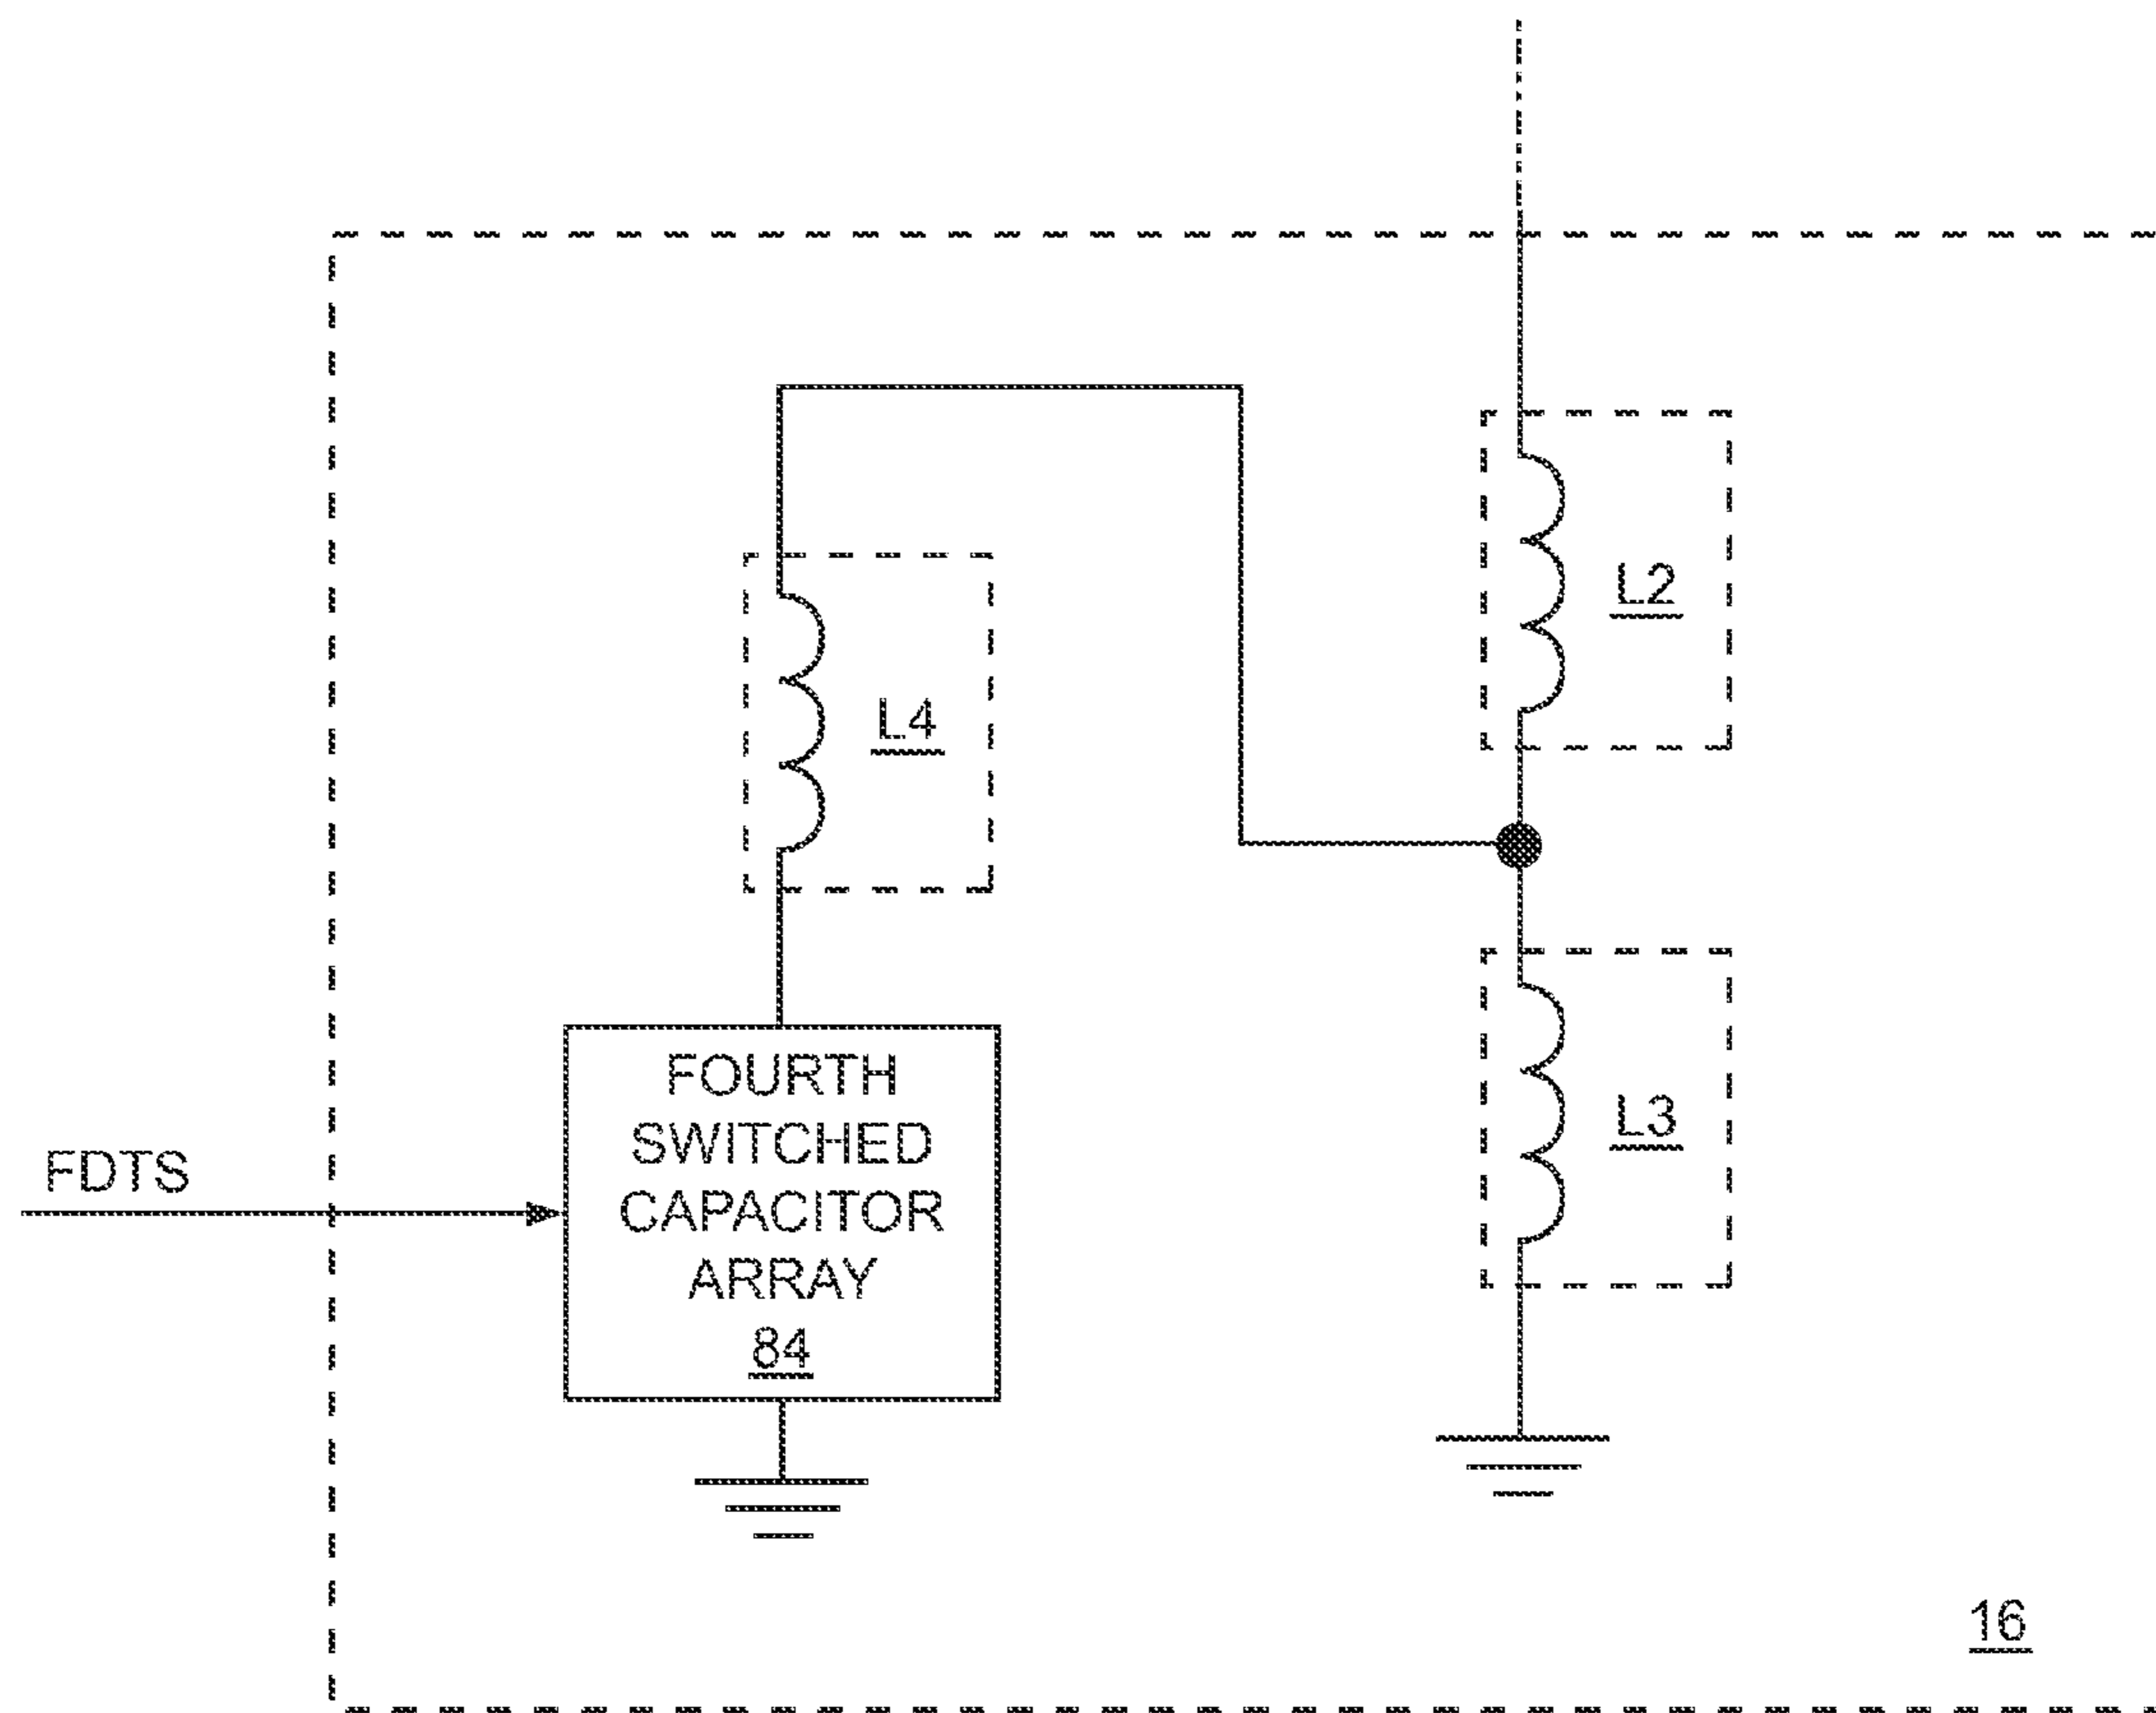 L2
L4
FOURTH
SWITCHED
CAPACITOR
ARRAY
84
L3
FDTS
16